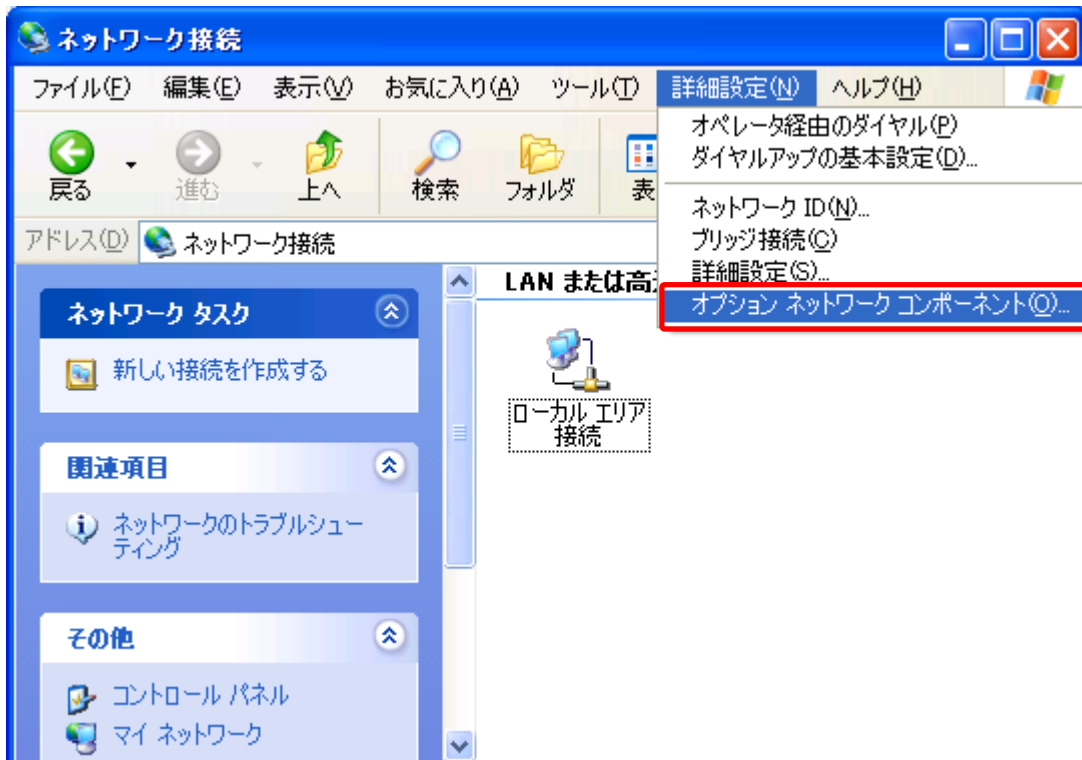 ネットワーク接続
ファイル(F) 編集(E) 表示(V) お気に入り(A) ツール(T) 詳細設定(N) ヘルプ(H)
オペレータ経由のダイヤル(P)
ダイヤルアップの基本設定(D)...
ネットワーク ID(N)...
ブリッジ接続(C)
詳細設定(S)...
オプション ネットワーク コンポーネント(O)...
戻る 進む 上へ 検索 フォルダ 表
アドレス(D) ネットワーク接続
ネットワーク タスク
新しい接続を作成する
関連項目
ネットワークのトラブルシュー
ティング
その他
コントロール パネル
マイ ネットワーク
LAN または高
ローカル エリア
接続